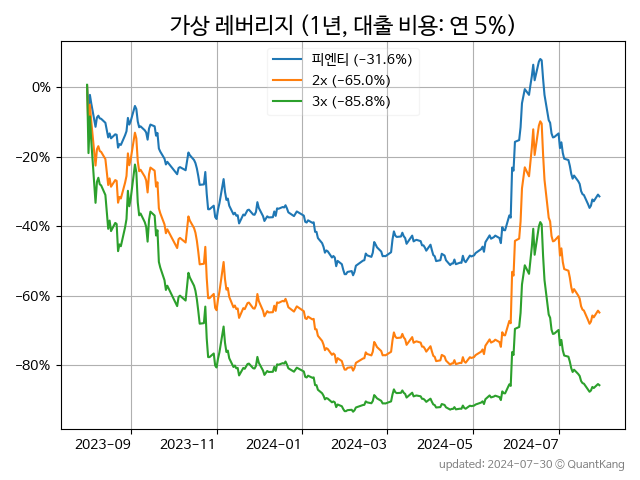 가상 레버리지 (1년, 대출 비용: 연 5%)
피엔티 (−31.6%)
2x (−65.0%)
3x (−85.8%)
0%
−20%
−40%
−60%
−80%
2023−09 2023−11 2024−01 2024−03 2024−05 2024−07
updated: 2024-07-30 © QuantKang